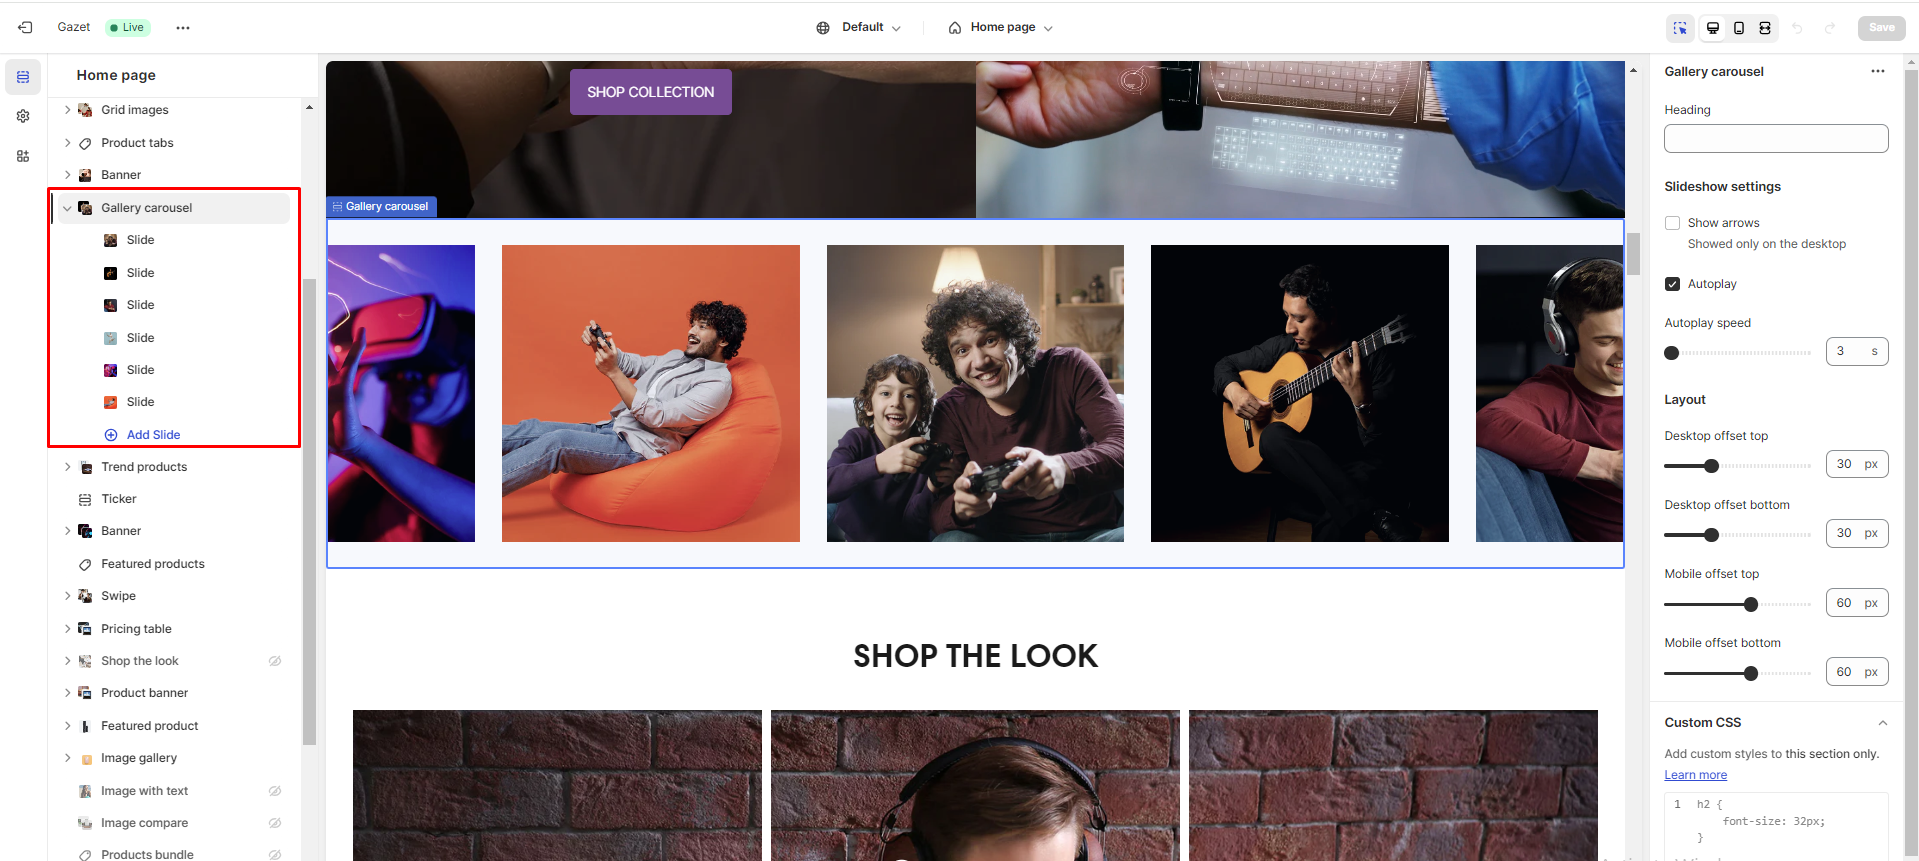 Gazet
Live
Default
Home page
Save
Home page
Grid images
Product tabs
Banner
Gallery carousel
Slide
Slide
Slide
Slide
Slide
Slide
Add Slide
Trend products
Ticker
Banner
Featured products
Swipe
Pricing table
Shop the look
Product banner
Featured product
Image gallery
Image with text
Image compare
Products bundle
SHOP COLLECTION
Gallery carousel
SHOP THE LOOK
Gallery carousel
Heading
Slideshow settings
Show arrows
Showed only on the desktop
Autoplay
Autoplay speed
3 s
Layout
Desktop offset top
30 px
Desktop offset bottom
30 px
Mobile offset top
60 px
Mobile offset bottom
60 px
Custom CSS
Add custom styles to this section only.
Learn more
1 h2 {
font-size: 32px;
}